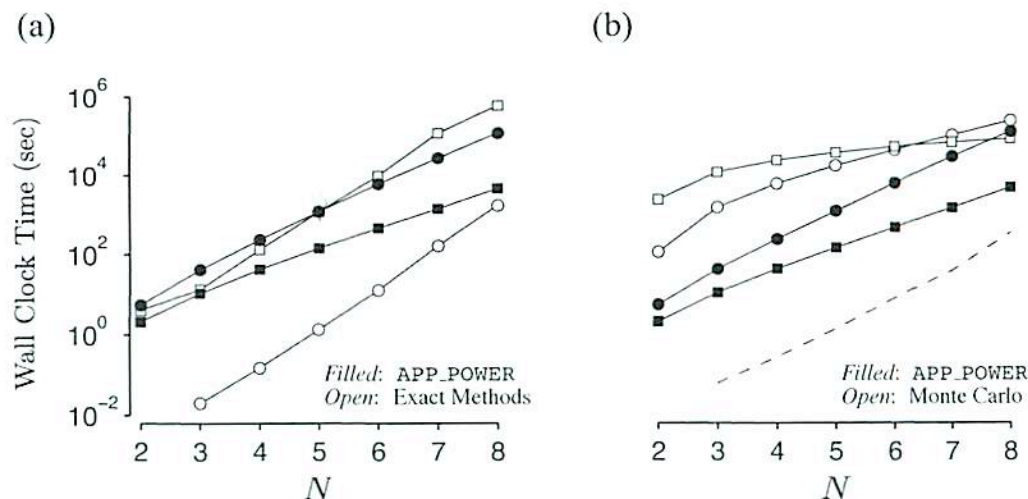 (a)
(b)
Wall Clock Time (sec)
10^6
10^4
10^2
10^0
10^−2
Filled: APP_POWER
Open: Exact Methods
2 3 4 5 6 7 8
N
Filled: APP_POWER
Open: Monte Carlo
2 3 4 5 6 7 8
N